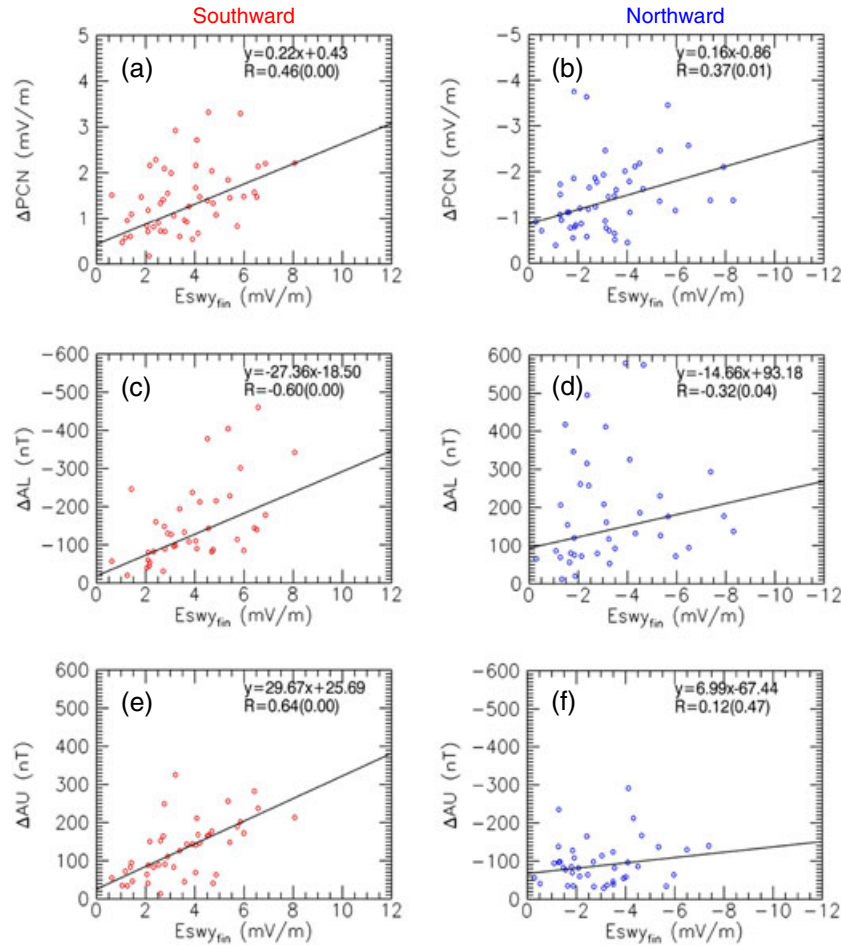 Southward
Northward
(a)
y=0.22x+0.43
R=0.46(0.00)
5
4
3
2
1
0
ΔPCN (mV/m)
0 2 4 6 8 10 12
Eswy_fin (mV/m)
(b)
y=0.16x-0.86
R=0.37(0.01)
-5
-4
-3
-2
-1
0
ΔPCN (mV/m)
0 -2 -4 -6 -8 -10 -12
Eswy_fin (mV/m)
(c)
y=-27.36x-18.50
R=-0.60(0.00)
-600
-500
-400
-300
-200
-100
0
ΔAL (nT)
0 2 4 6 8 10 12
Eswy_fin (mV/m)
(d)
y=-14.66x+93.18
R=-0.32(0.04)
600
500
400
300
200
100
0
ΔAL (nT)
0 -2 -4 -6 -8 -10 -12
Eswy_fin (mV/m)
(e)
y=29.67x+25.69
R=0.64(0.00)
600
500
400
300
200
100
0
ΔAU (nT)
0 2 4 6 8 10 12
Eswy_fin (mV/m)
(f)
y=6.99x-67.44
R=0.12(0.47)
-600
-500
-400
-300
-200
-100
0
ΔAU (nT)
0 -2 -4 -6 -8 -10 -12
Eswy_fin (mV/m)